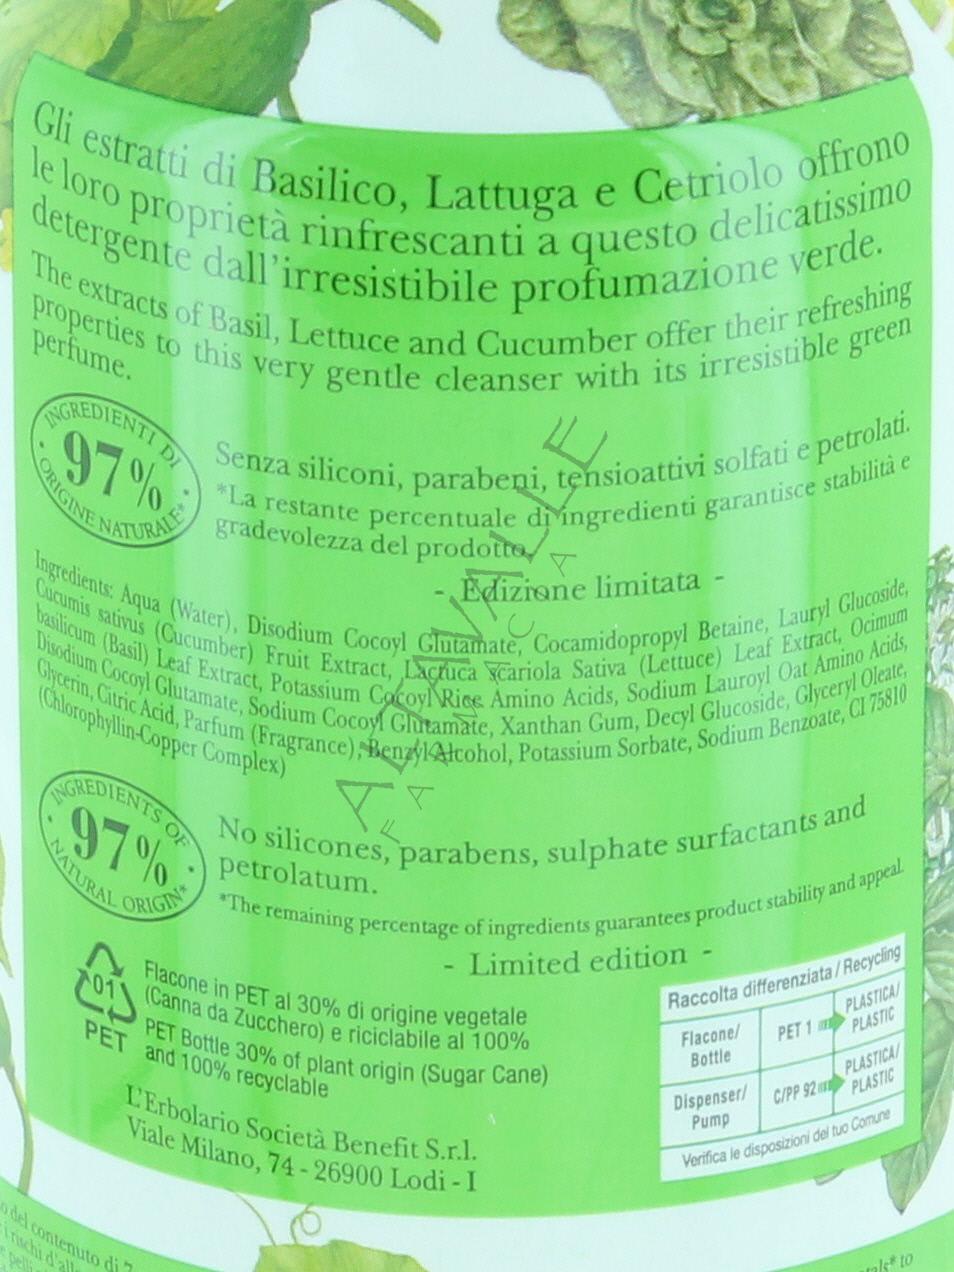 Gli estratti di Basilico, Lattuga e Cetriolo offrono
le loro proprietà rinfrescanti a questo delicatissimo
detergente dall'irresistibile profumazione verde.
The extracts of Basil, Lettuce and Cucumber offer their refreshing
properties to this very gentle cleanser with its irresistible green
perfume.
INGREDIENTI DI
97%
ORIGINE NATURALE*
Senza siliconi, parabeni, tensioattivi solfati e petrolati.
*La restante percentuale di ingredienti garantisce stabilità e
gradevolezza del prodotto.
- Edizione limitata -
Ingredients: Aqua (Water), Disodium Cocoyl Glutamate, Cocamidopropyl Betaine, Lauryl Glucoside,
Cucumis sativus (Cucumber) Fruit Extract, Lactuca scariola Sativa (Lettuce) Leaf Extract, Ocimum
basilicum (Basil) Leaf Extract, Potassium Cocoyl Rice Amino Acids, Sodium Lauroyl Oat Amino Acids,
Disodium Cocoyl Glutamate, Sodium Cocoyl Glutamate, Xanthan Gum, Decyl Glucoside, Glyceryl Oleate,
Glycerin, Citric Acid, Parfum (Fragrance), Benzyl Alcohol, Potassium Sorbate, Sodium Benzoate, CI 75810
(Chlorophyllin-Copper Complex)
ALTAVALLE
FARMACIA
INGREDIENTS OF
97%
NATURAL ORIGIN*
No silicones, parabens, sulphate surfactants and
petrolatum.
*The remaining percentage of ingredients guarantees product stability and appeal.
- Limited edition -
01
PET
Flacone in PET al 30% di origine vegetale
(Canna da Zucchero) e riciclabile al 100%
PET Bottle 30% of plant origin (Sugar Cane)
and 100% recyclable
L'Erbolario Società Benefit S.r.l.
Viale Milano, 74 - 26900 Lodi - I
Raccolta differenziata / Recycling
Flacone/
Bottle
PET 1
PLASTICA/
PLASTIC
Dispenser/
Pump
C/PP 92
PLASTICA/
PLASTIC
Verifica le disposizioni del tuo Comune
del contenuto di
i rischi d'all
pelli
to